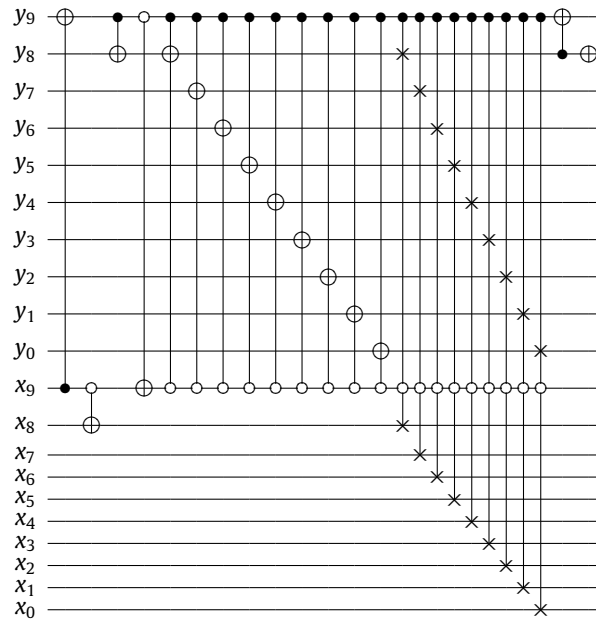 y₉
y₈
y₇
y₆
y₅
y₄
y₃
y₂
y₁
y₀
x₉
x₈
x₇
x₆
x₅
x₄
x₃
x₂
x₁
x₀